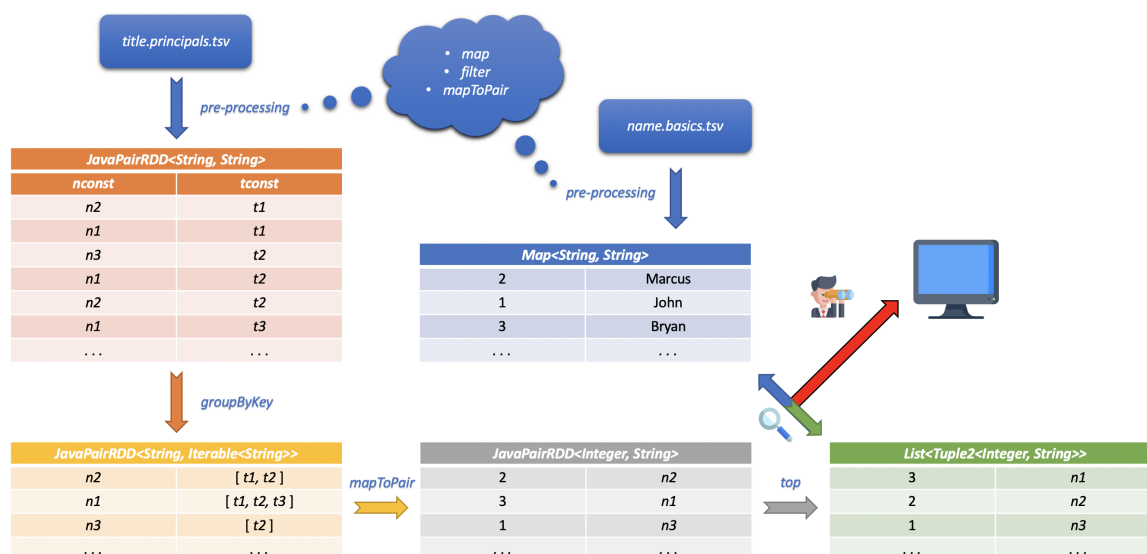 title.principals.tsv
• map
• filter
• mapToPair
pre-processing
name.basics.tsv
pre-processing
JavaPairRDD<String, String>
nconst tconst
n2 t1
n1 t1
n3 t2
n1 t2
n2 t2
n1 t3
. . . . . .
Map<String, String>
2 Marcus
1 John
3 Bryan
. . . . . .
groupByKey
JavaPairRDD<String, Iterable<String>>
n2 [ t1, t2 ]
n1 [ t1, t2, t3 ]
n3 [ t2 ]
. . . . . .
mapToPair
JavaPairRDD<Integer, String>
2 n2
3 n1
1 n3
. . . . . .
top
List<Tuple2<Integer, String>>
3 n1
2 n2
1 n3
. . . . . .